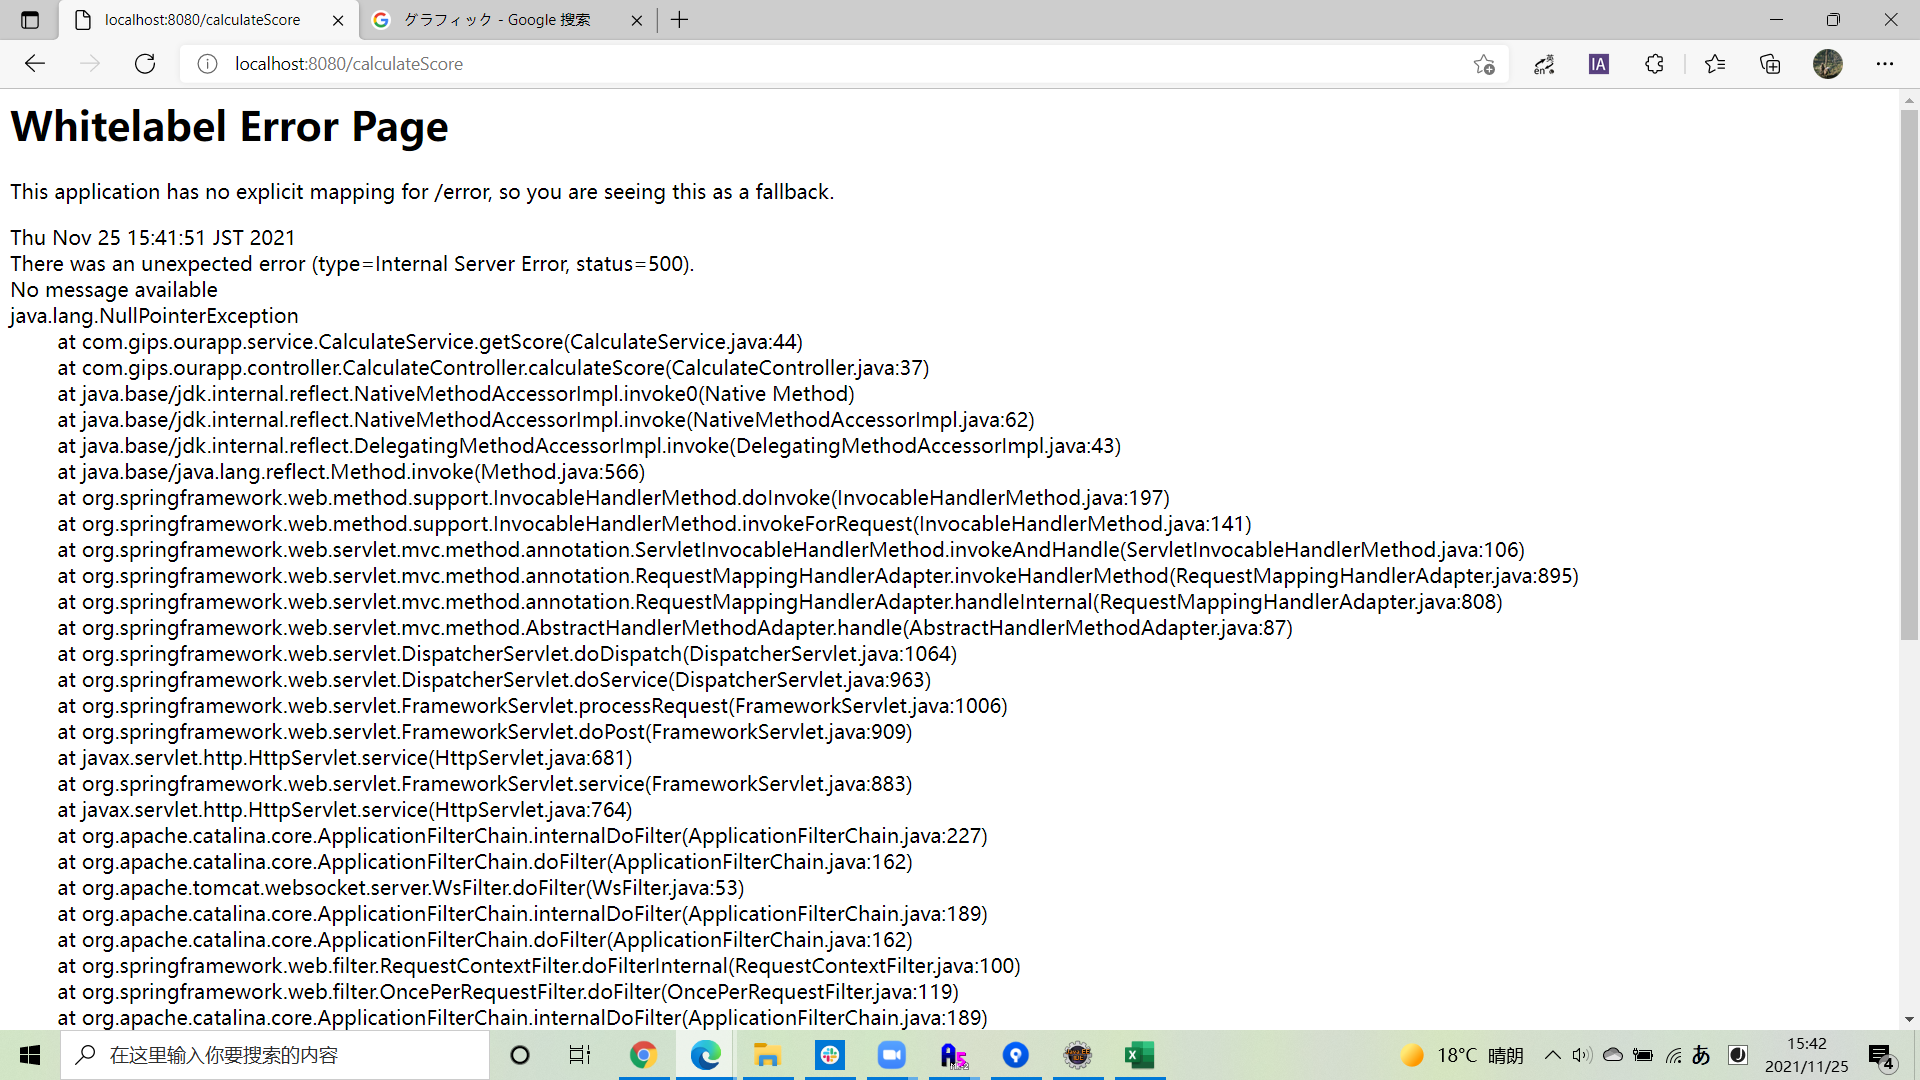 localhost:8080/calculateScore
グラフィック - Google 搜索
localhost:8080/calculateScore
Whitelabel Error Page
This application has no explicit mapping for /error, so you are seeing this as a fallback.
Thu Nov 25 15:41:51 JST 2021
There was an unexpected error (type=Internal Server Error, status=500).
No message available
java.lang.NullPointerException
at com.gips.ourapp.service.CalculateService.getScore(CalculateService.java:44)
at com.gips.ourapp.controller.CalculateController.calculateScore(CalculateController.java:37)
at java.base/jdk.internal.reflect.NativeMethodAccessorImpl.invoke0(Native Method)
at java.base/jdk.internal.reflect.NativeMethodAccessorImpl.invoke(NativeMethodAccessorImpl.java:62)
at java.base/jdk.internal.reflect.DelegatingMethodAccessorImpl.invoke(DelegatingMethodAccessorImpl.java:43)
at java.base/java.lang.reflect.Method.invoke(Method.java:566)
at org.springframework.web.method.support.InvocableHandlerMethod.doInvoke(InvocableHandlerMethod.java:197)
at org.springframework.web.method.support.InvocableHandlerMethod.invokeForRequest(InvocableHandlerMethod.java:141)
at org.springframework.web.servlet.mvc.method.annotation.ServletInvocableHandlerMethod.invokeAndHandle(ServletInvocableHandlerMethod.java:106)
at org.springframework.web.servlet.mvc.method.annotation.RequestMappingHandlerAdapter.invokeHandlerMethod(RequestMappingHandlerAdapter.java:895)
at org.springframework.web.servlet.mvc.method.annotation.RequestMappingHandlerAdapter.handleInternal(RequestMappingHandlerAdapter.java:808)
at org.springframework.web.servlet.mvc.method.AbstractHandlerMethodAdapter.handle(AbstractHandlerMethodAdapter.java:87)
at org.springframework.web.servlet.DispatcherServlet.doDispatch(DispatcherServlet.java:1064)
at org.springframework.web.servlet.DispatcherServlet.doService(DispatcherServlet.java:963)
at org.springframework.web.servlet.FrameworkServlet.processRequest(FrameworkServlet.java:1006)
at org.springframework.web.servlet.FrameworkServlet.doPost(FrameworkServlet.java:909)
at javax.servlet.http.HttpServlet.service(HttpServlet.java:681)
at org.springframework.web.servlet.FrameworkServlet.service(FrameworkServlet.java:883)
at javax.servlet.http.HttpServlet.service(HttpServlet.java:764)
at org.apache.catalina.core.ApplicationFilterChain.internalDoFilter(ApplicationFilterChain.java:227)
at org.apache.catalina.core.ApplicationFilterChain.doFilter(ApplicationFilterChain.java:162)
at org.apache.tomcat.websocket.server.WsFilter.doFilter(WsFilter.java:53)
at org.apache.catalina.core.ApplicationFilterChain.internalDoFilter(ApplicationFilterChain.java:189)
at org.apache.catalina.core.ApplicationFilterChain.doFilter(ApplicationFilterChain.java:162)
at org.springframework.web.filter.RequestContextFilter.doFilterInternal(RequestContextFilter.java:100)
at org.springframework.web.filter.OncePerRequestFilter.doFilter(OncePerRequestFilter.java:119)
at org.apache.catalina.core.ApplicationFilterChain.internalDoFilter(ApplicationFilterChain.java:189)
在这里输入你要搜索的内容
18°C 晴朗
あ
15:42
2021/11/25
4